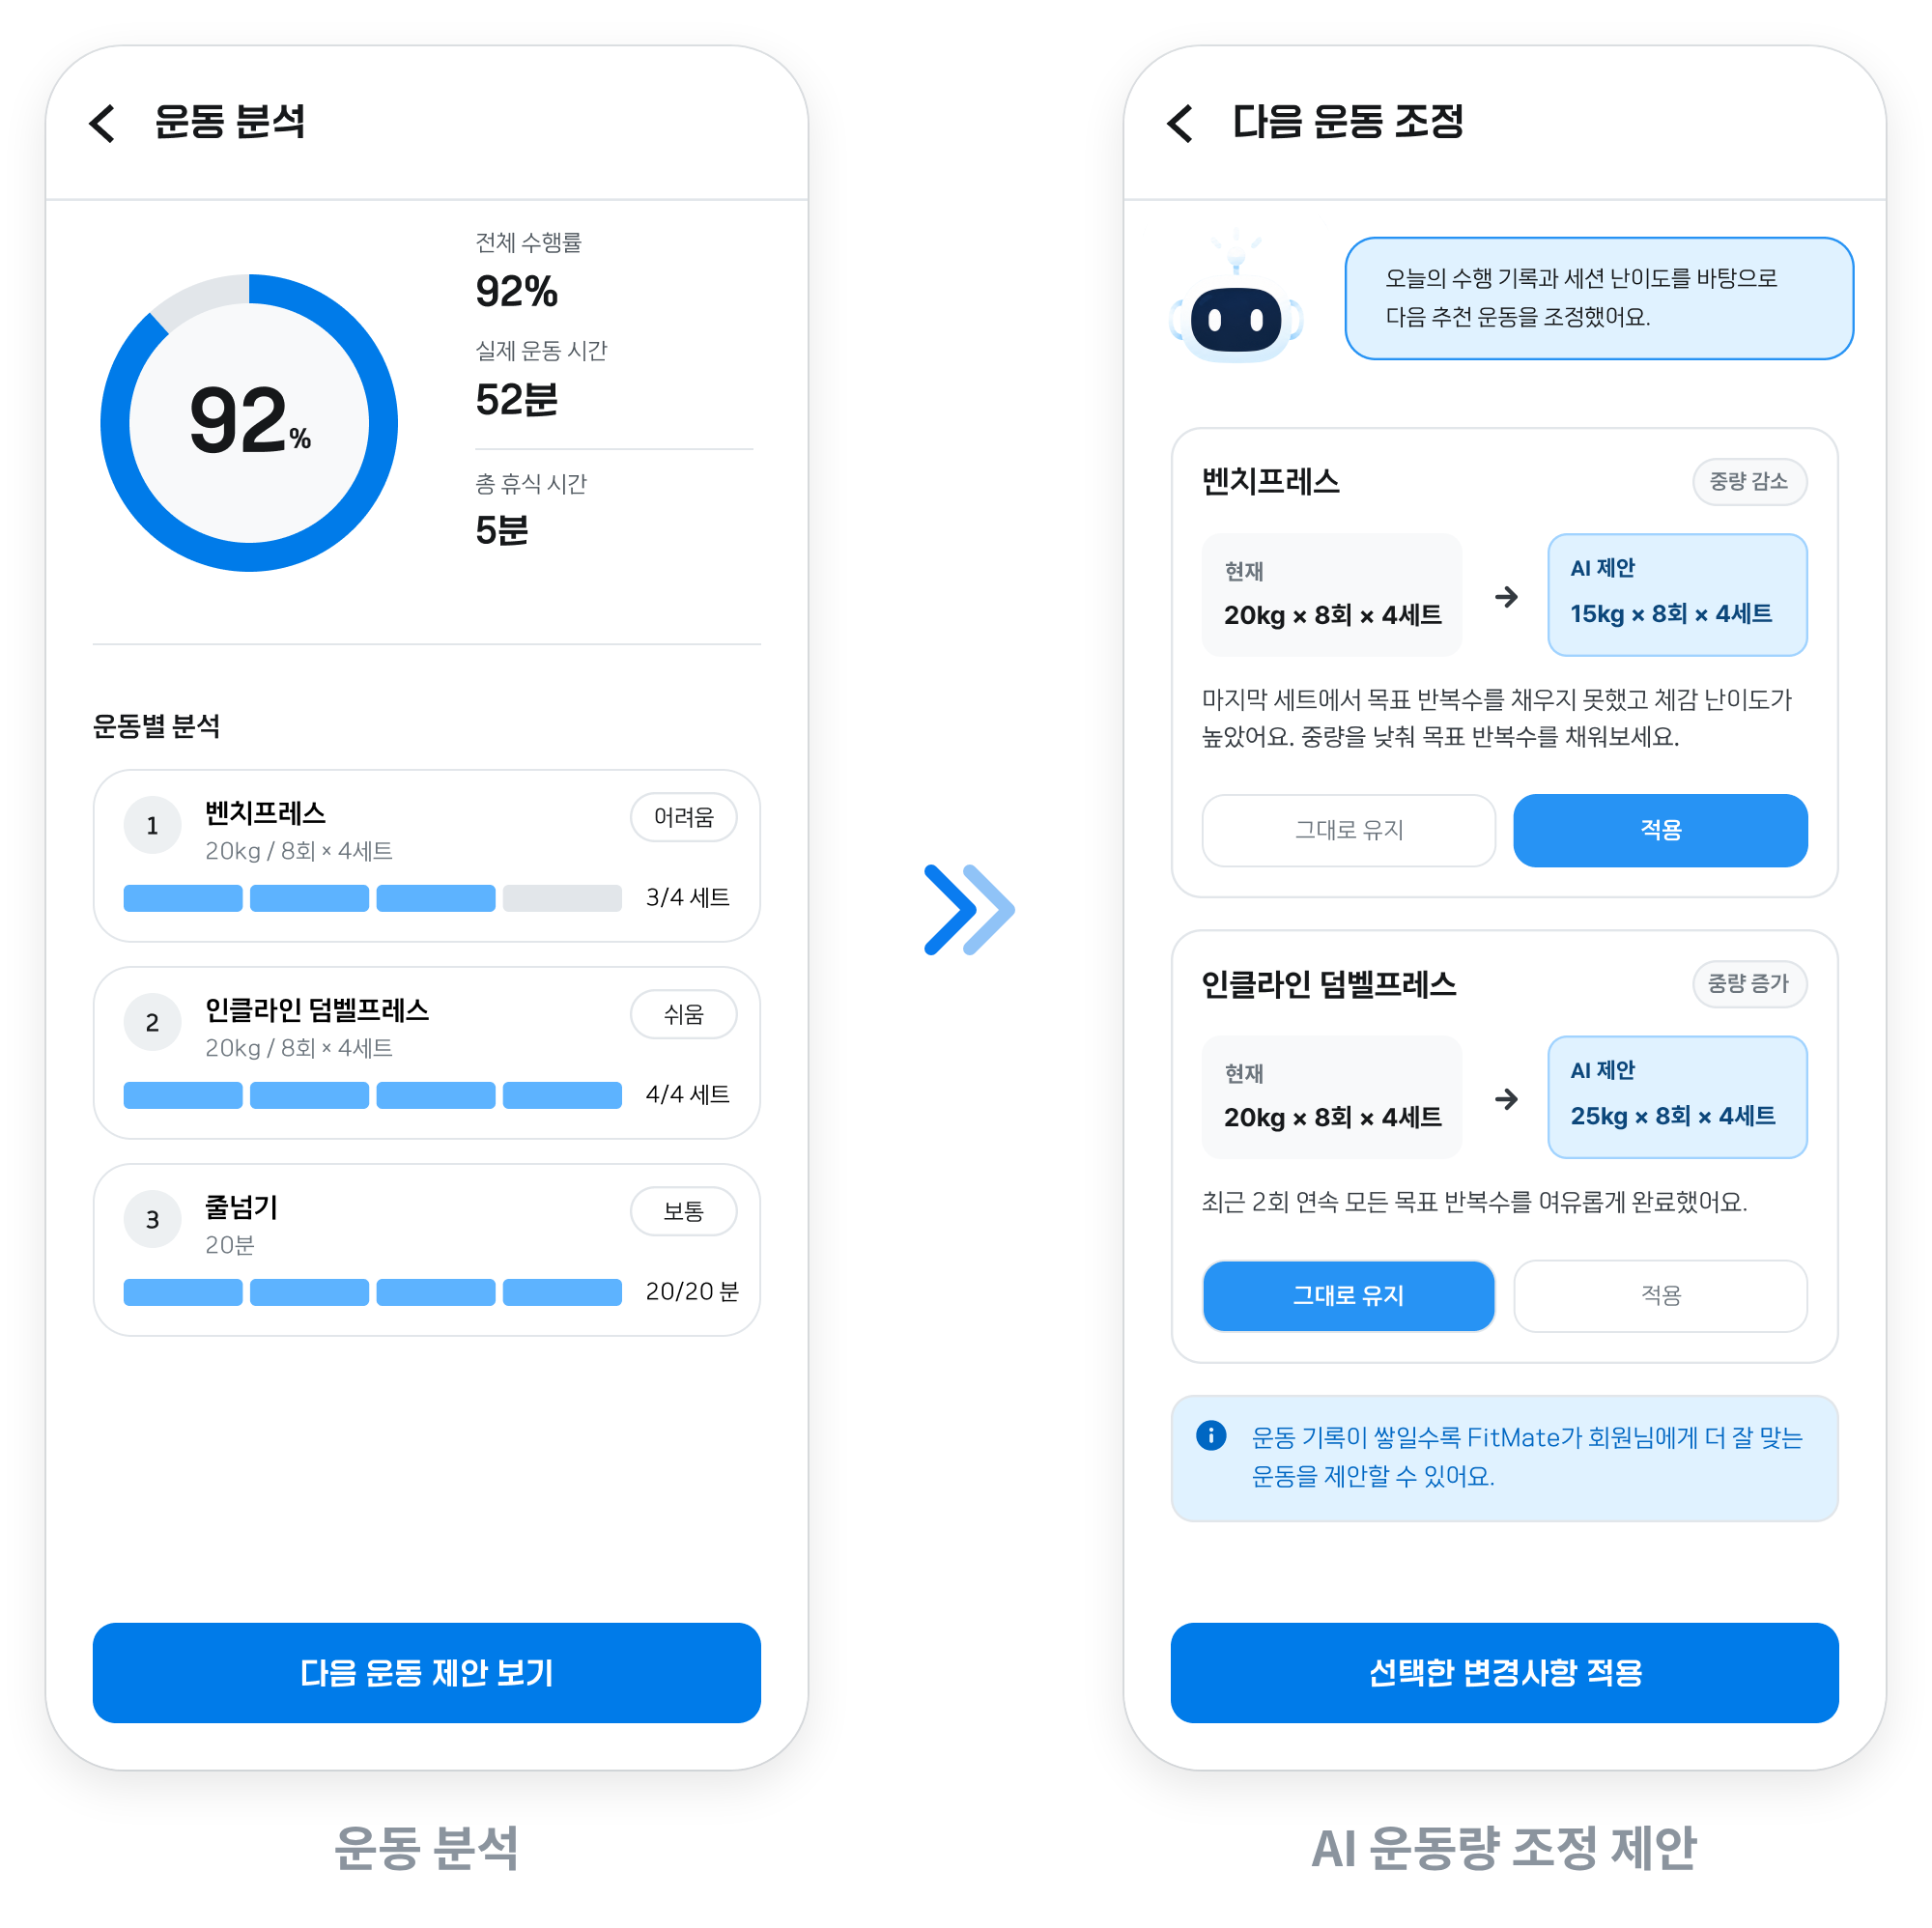 운동 분석
92%
전체 수행률
92%
실제 운동 시간
52분
총 휴식 시간
5분
운동별 분석
1
벤치프레스
어려움
20kg / 8회 × 4세트
3/4 세트
2
인클라인 덤벨프레스
쉬움
20kg / 8회 × 4세트
4/4 세트
3
줄넘기
보통
20분
20/20 분
다음 운동 제안 보기
운동 분석
다음 운동 조정
오늘의 수행 기록과 세션 난이도를 바탕으로
다음 추천 운동을 조정했어요.
벤치프레스
중량 감소
현재
20kg × 8회 × 4세트
AI 제안
15kg × 8회 × 4세트
마지막 세트에서 목표 반복수를 채우지 못했고 체감 난이도가
높았어요. 중량을 낮춰 목표 반복수를 채워보세요.
그대로 유지
적용
인클라인 덤벨프레스
중량 증가
현재
20kg × 8회 × 4세트
AI 제안
25kg × 8회 × 4세트
최근 2회 연속 모든 목표 반복수를 여유롭게 완료했어요.
그대로 유지
적용
운동 기록이 쌓일수록 FitMate가 회원님에게 더 잘 맞는
운동을 제안할 수 있어요.
선택한 변경사항 적용
AI 운동량 조정 제안